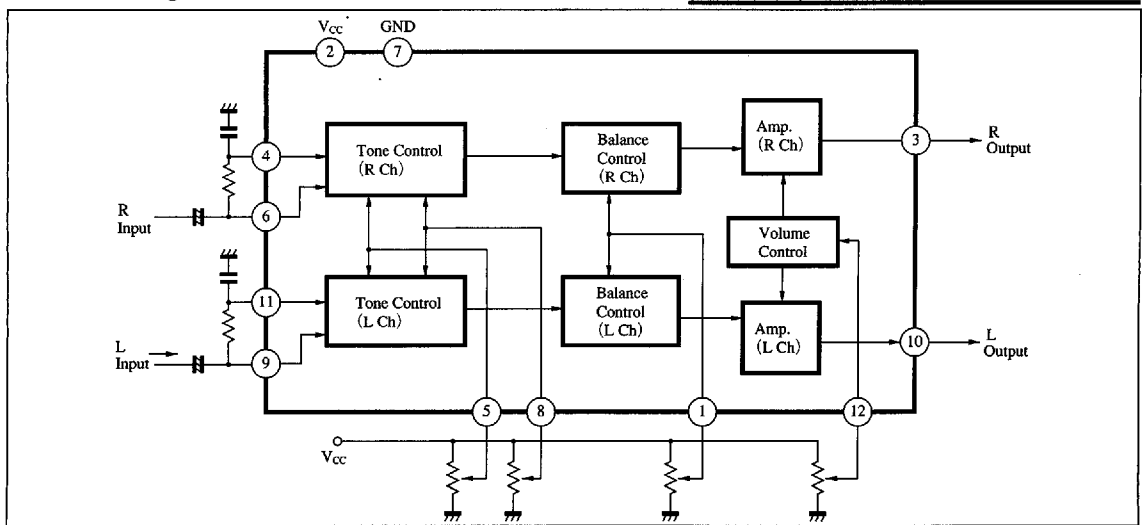 VCC GND
2 7
4
Tone Control
(R Ch)
Balance
Control
(R Ch)
Amp.
(R Ch)
3
R
Output
R
Input
6
Volume
Control
11
Tone Control
(L Ch)
Balance
Control
(L Ch)
Amp.
(L Ch)
10
L
Output
L
Input
9
5 8 1 12
VCC